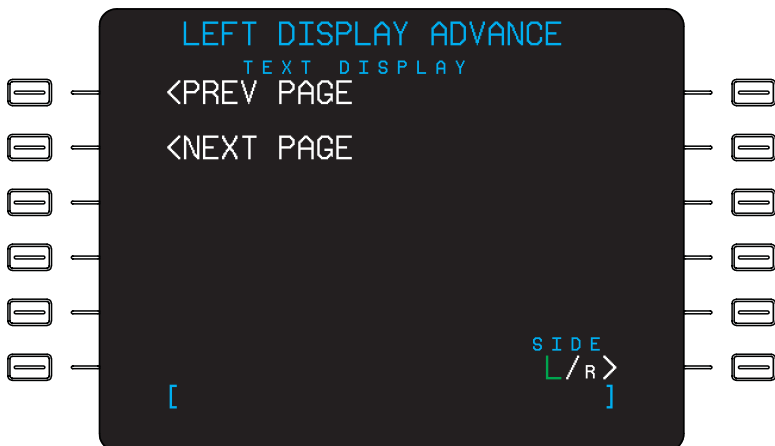 LEFT DISPLAY ADVANCE
TEXT DISPLAY
<PREV PAGE
<NEXT PAGE
SIDE
L/R>
[ ]